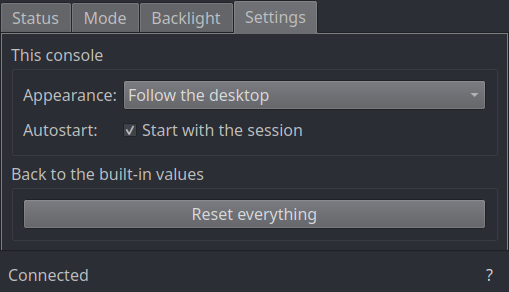 Status Mode Backlight Settings
This console
Appearance: Follow the desktop
Autostart: Start with the session
Back to the built-in values
Reset everything
Connected ?